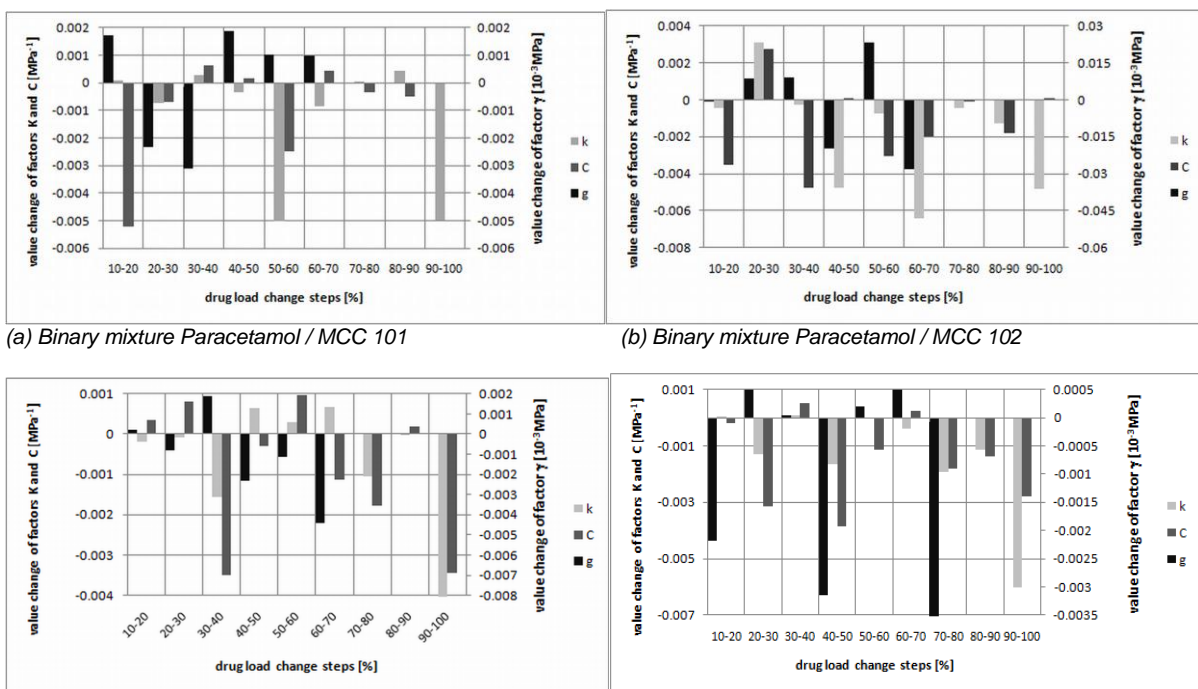 value change of factors K and C [MPa⁻¹]
0.002
0.001
0
-0.001
-0.002
-0.003
-0.004
-0.005
-0.006
10-20 20-30 30-40 40-50 50-60 60-70 70-80 80-90 90-100
drug load change steps [%]
0.002
0.001
0
-0.001
-0.002
-0.003
-0.004
-0.005
-0.006
value change of factor γ [10⁻³MPa]
k
C
g
(a) Binary mixture Paracetamol / MCC 101
value change of factors K and C [MPa⁻¹]
0.004
0.002
0
-0.002
-0.004
-0.006
-0.008
10-20 20-30 30-40 40-50 50-60 60-70 70-80 80-90 90-100
drug load change steps [%]
0.03
0.015
0
-0.015
-0.03
-0.045
-0.06
value change of factor γ [10⁻³MPa]
k
C
g
(b) Binary mixture Paracetamol / MCC 102
value change of factors K and C [MPa⁻¹]
0.001
0
-0.001
-0.002
-0.003
-0.004
10-20 20-30 30-40 40-50 50-60 60-70 70-80 80-90 90-100
drug load change steps [%]
0.002
0.001
0
-0.001
-0.002
-0.003
-0.004
-0.005
-0.006
-0.007
-0.008
value change of factor γ [10⁻³MPa]
k
C
g
value change of factors K and C [MPa⁻¹]
0.001
-0.001
-0.003
-0.005
-0.007
10-20 20-30 30-40 40-50 50-60 60-70 70-80 80-90 90-100
drug load change steps [%]
0.0005
0
-0.0005
-0.001
-0.0015
-0.002
-0.0025
-0.003
-0.0035
value change of factor γ [10⁻³MPa]
k
C
g